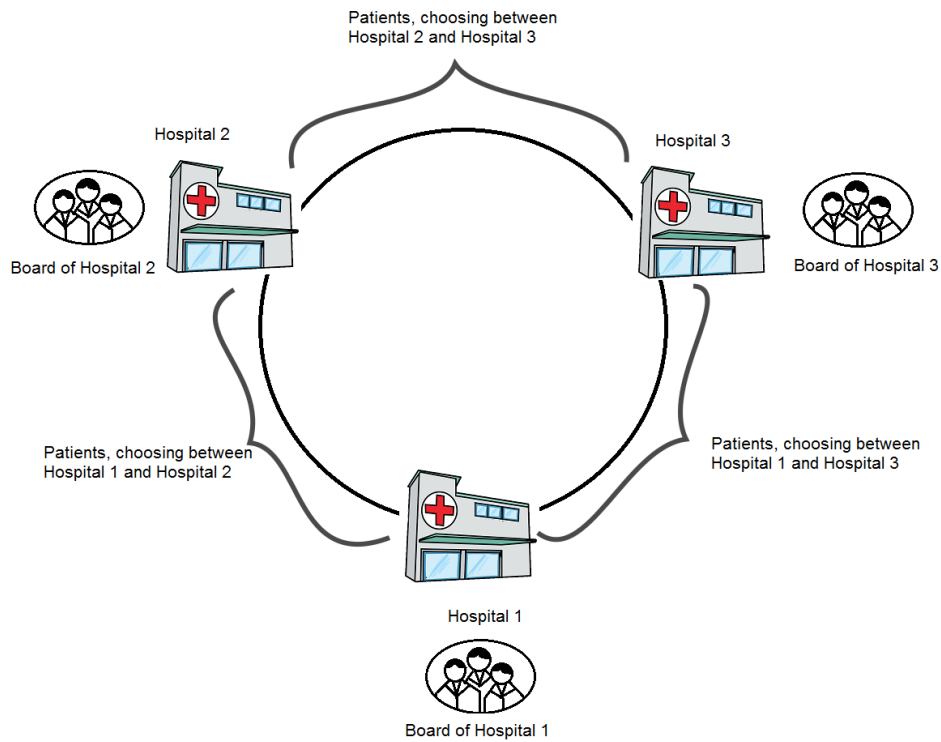 Patients, choosing between
Hospital 2 and Hospital 3
Hospital 2
Hospital 3
Board of Hospital 2
Board of Hospital 3
Patients, choosing between
Hospital 1 and Hospital 2
Patients, choosing between
Hospital 1 and Hospital 3
Hospital 1
Board of Hospital 1